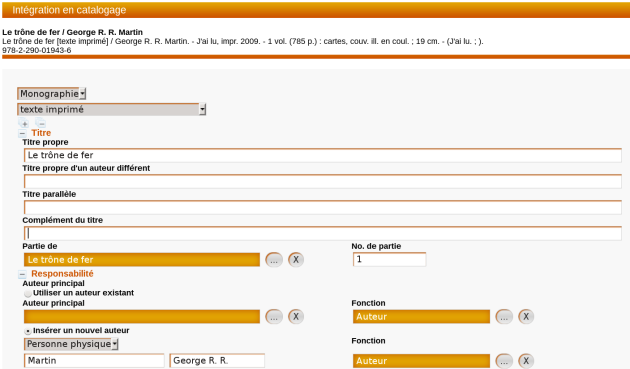 Intégration en catalogage
Le trône de fer / George R. R. Martin
Le trône de fer [texte imprimé] / George R. R. Martin. - J'ai lu, impr. 2009. - 1 vol. (785 p.) : cartes, couv. ill. en coul. ; 19 cm. - (J'ai lu. ; ).
978-2-290-01943-6
Monographie
texte imprimé
Titre
Titre propre
Le trône de fer
Titre propre d'un auteur différent
Titre parallèle
Complément du titre
Partie de No. de partie
Le trône de fer ... X 1
Responsabilité
Auteur principal
Utiliser un auteur existant
Auteur principal Fonction
... X Auteur ... X
Insérer un nouvel auteur
Personne physique Fonction
Martin George R. R. Auteur ... X